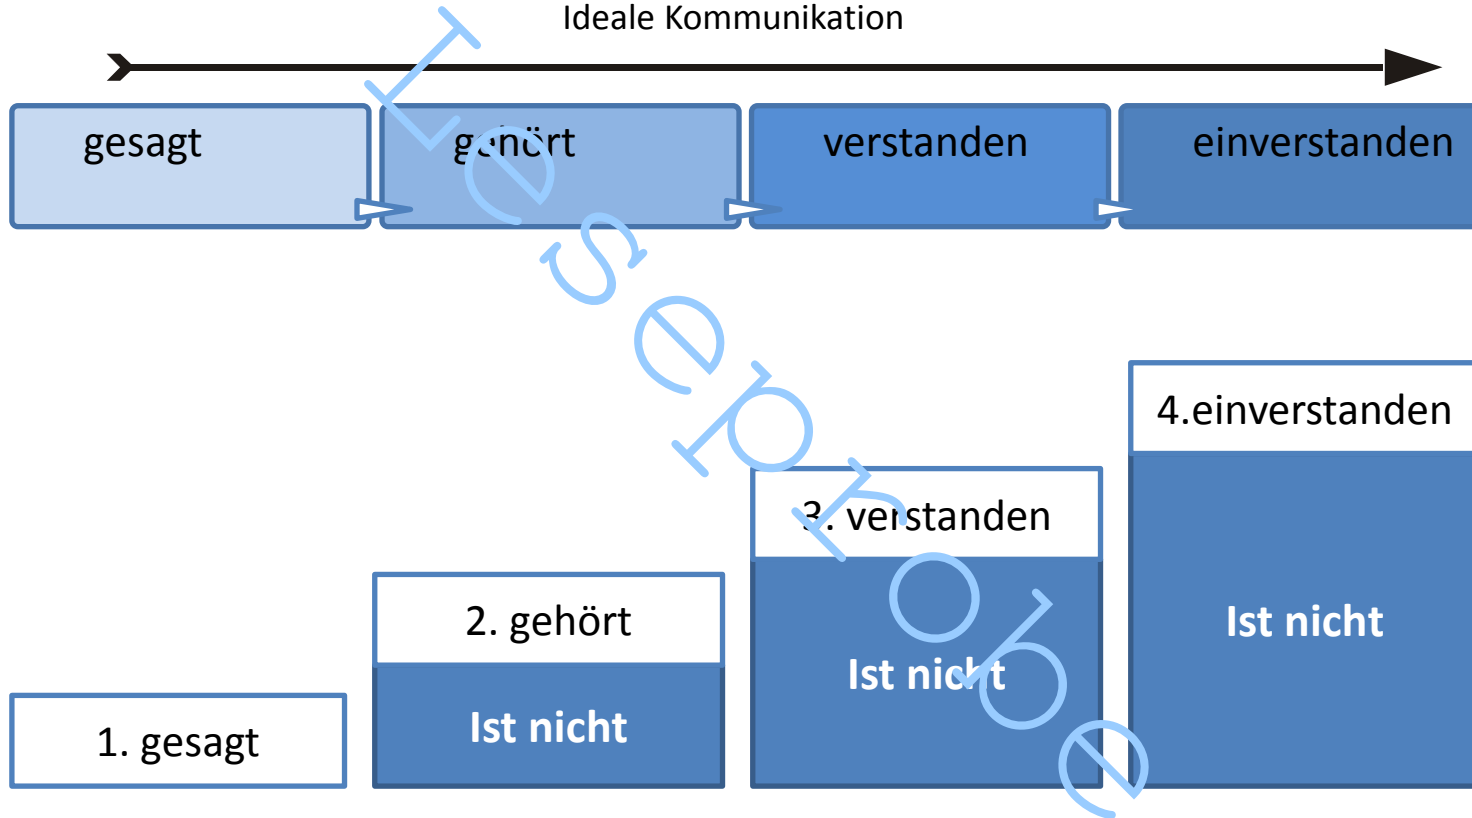 Ideale Kommunikation
gesagt
gehört
verstanden
einverstanden
4.einverstanden
3. verstanden
2. gehört
Ist nicht
Ist nicht
Ist nicht
1. gesagt
Leseprobe